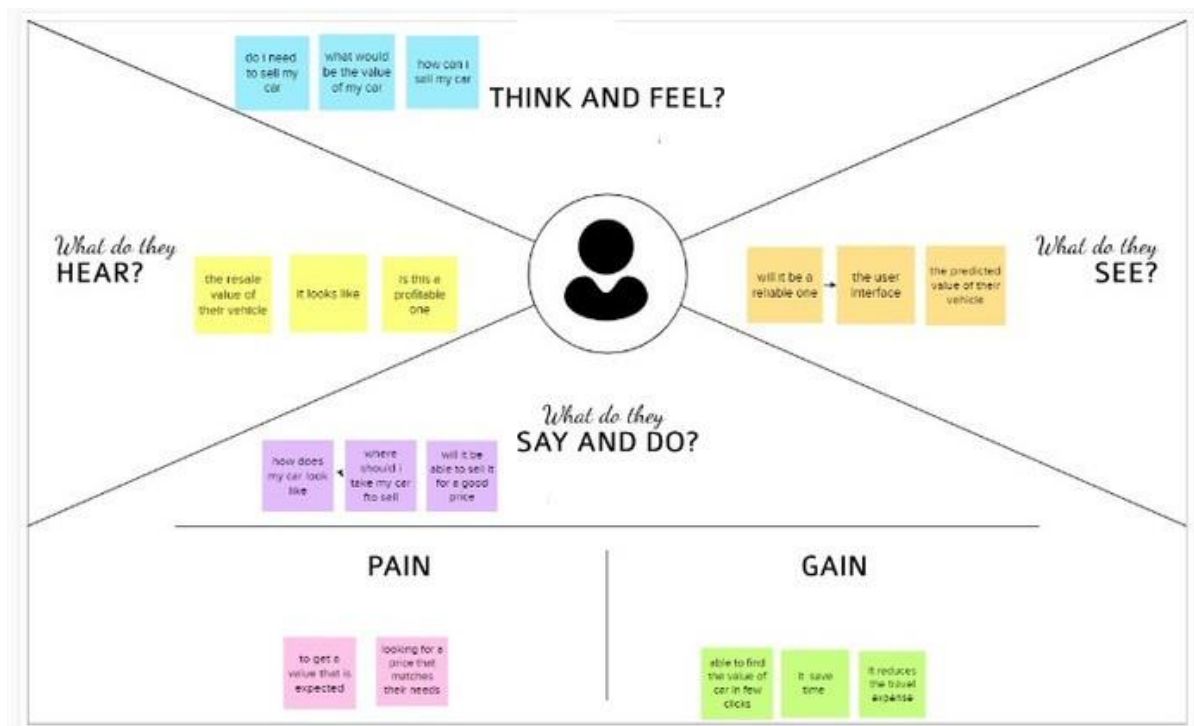 do i need
to sell my
car
what would
be the value
of my car
how can i
sell my car
THINK AND FEEL?
What do they
HEAR?
the resale
value of
their vehicle
it looks like
is this a
profitable
one
will it be a
reliable one
the user
interface
the predicted
value of their
vehicle
What do they
SEE?
What do they
SAY AND DO?
how does
my car look
like
where
should i
take my car
fto sell
will it be
able to sell it
for a good
price
PAIN
GAIN
to get a
value that is
expected
looking for a
price that
matches
their needs
able to find
the value of
car in few
clicks
it save
time
it reduces
the travel
expense